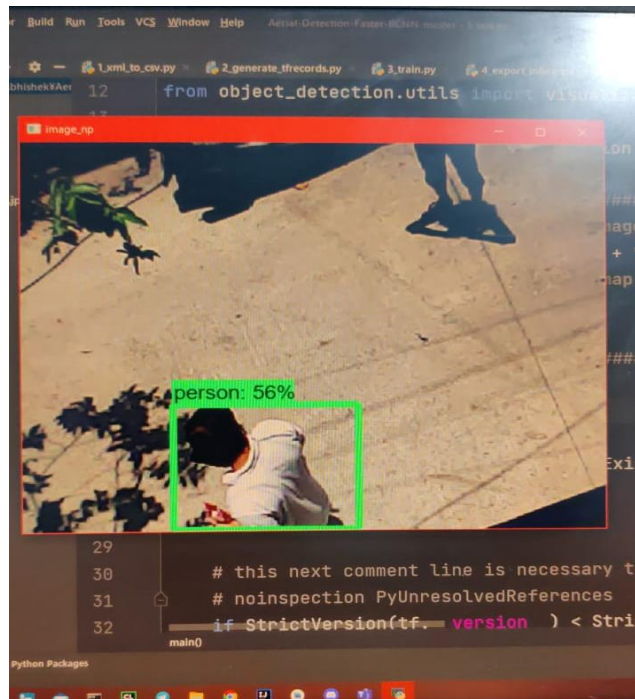 Build Run Tools VCS Window Help Aerial-Detection-Faster-RCNN-master
1_xml_to_csv.py 2_generate_tfrecords.py 3_train.py
12 from object_detection.utils import
image_np
person: 56%
29
30 # this next comment line is necessary t
31 # noinspection PyUnresolvedReferences
32 if StrictVersion(tf. version ) < Stri
main()
Python Packages